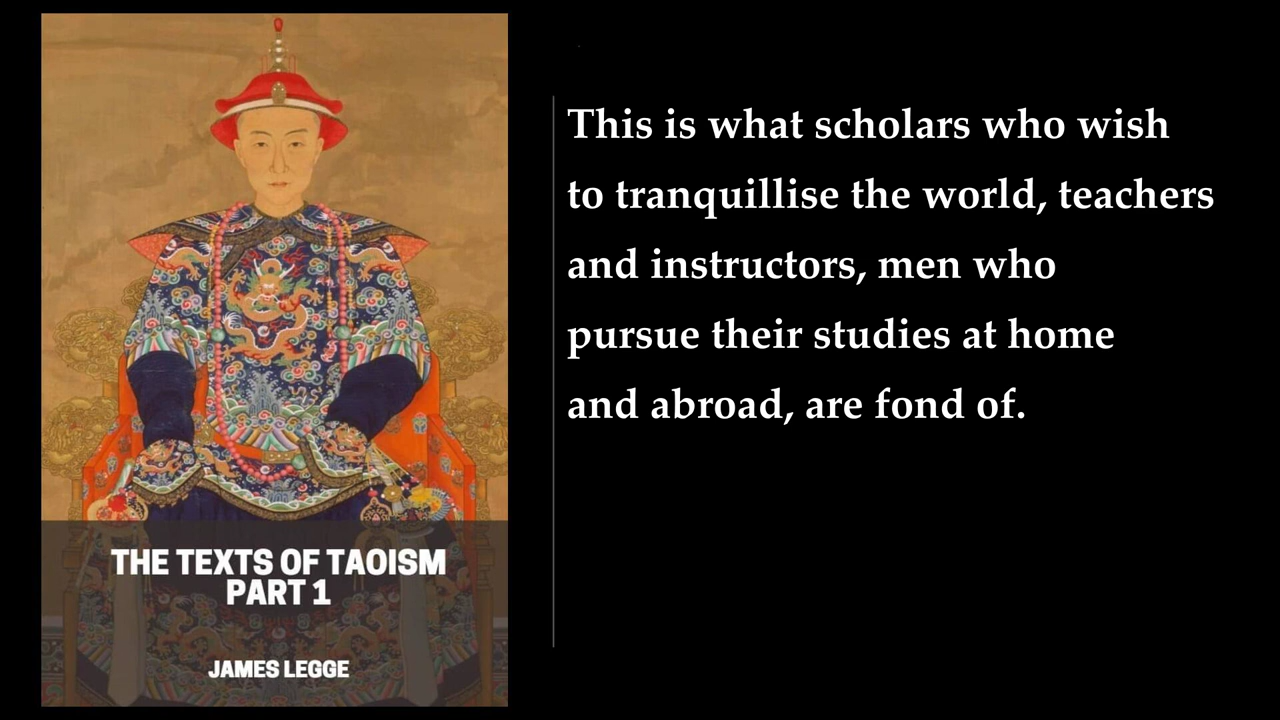 THE TEXTS OF TAOISM
PART 1
JAMES LEGGE
This is what scholars who wish
to tranquillise the world, teachers
and instructors, men who
pursue their studies at home
and abroad, are fond of.